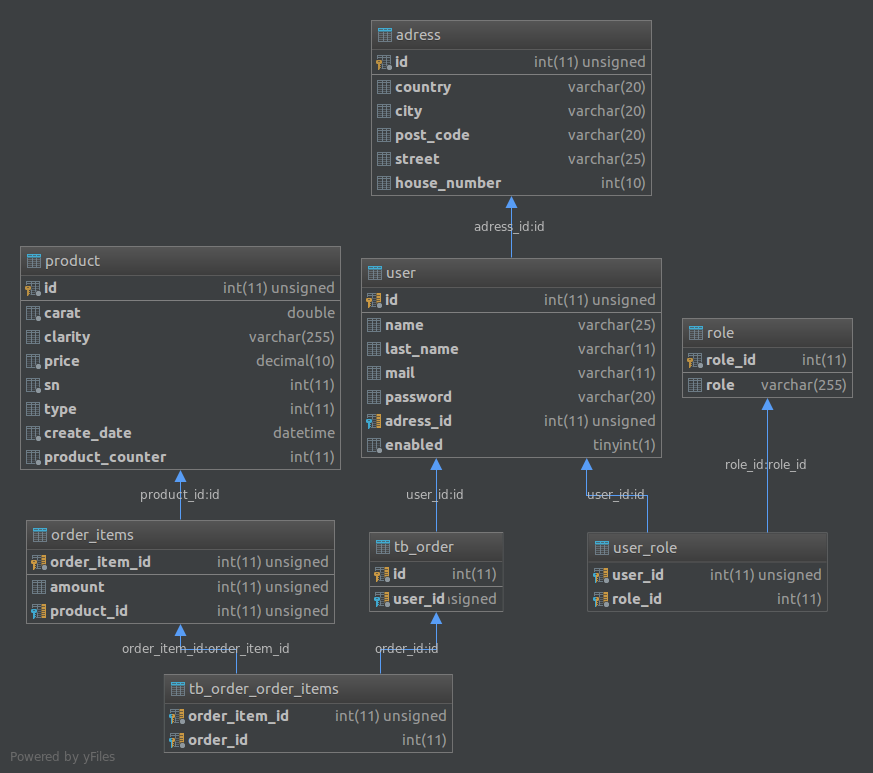 adress
id int(11) unsigned
country varchar(20)
city varchar(20)
post_code varchar(20)
street varchar(25)
house_number int(10)
adress_id:id
product
id int(11) unsigned
carat double
clarity varchar(255)
price decimal(10)
sn int(11)
type int(11)
create_date datetime
product_counter int(11)
user
id int(11) unsigned
name varchar(25)
last_name varchar(11)
mail varchar(11)
password varchar(20)
adress_id int(11) unsigned
enabled tinyint(1)
role
role_id int(11)
role varchar(255)
product_id:id
user_id:id
user_id:id
role_id:role_id
order_items
order_item_id int(11) unsigned
amount int(11) unsigned
product_id int(11) unsigned
tb_order
id int(11)
user_id signed
user_role
user_id int(11) unsigned
role_id int(11)
order_item_id:order_item_id
order_id:id
tb_order_order_items
order_item_id int(11) unsigned
order_id int(11)
Powered by yFiles